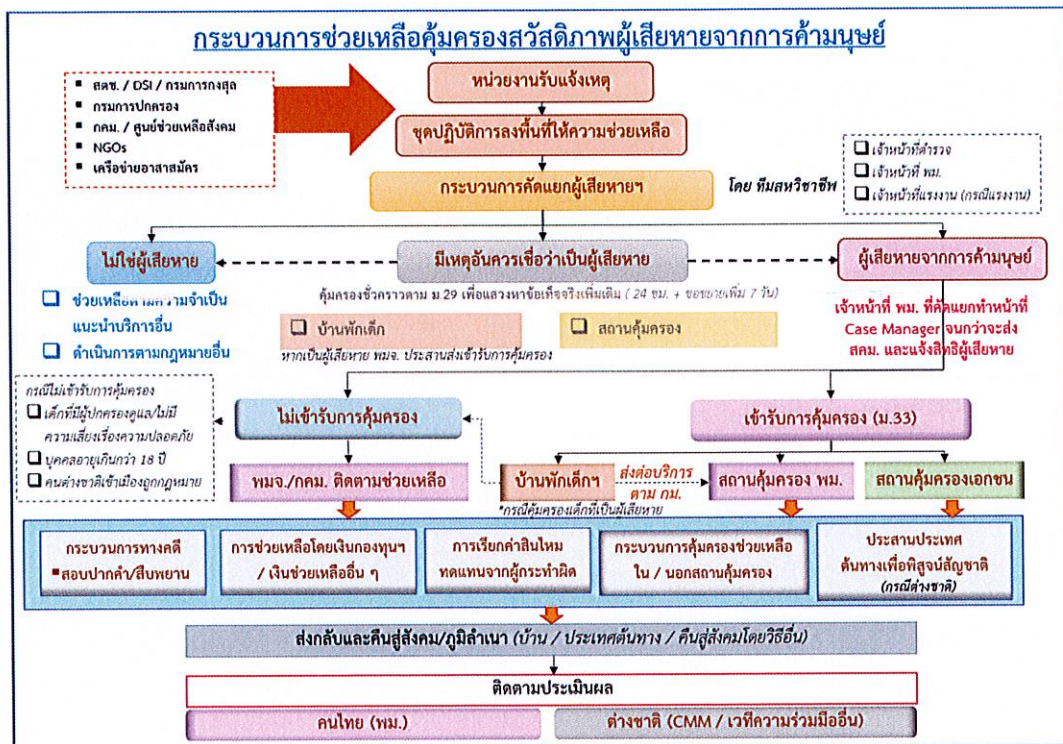 กระบวนการช่วยเหลือคุ้มครองสวัสดิภาพผู้เสียหายจากการค้ามนุษย์
▪ สตช. / DSI / กรมการกงสุล
▪ กรมการปกครอง
▪ กคม. / ศูนย์ช่วยเหลือสังคม
▪ NGOs
▪ เครือข่ายอาสาสมัคร
หน่วยงานรับแจ้งเหตุ
ชุดปฏิบัติการลงพื้นที่ให้ความช่วยเหลือ
กระบวนการคัดแยกผู้เสียหายฯ
โดย ทีมสหวิชาชีพ
❑ เจ้าหน้าที่ตำรวจ
❑ เจ้าหน้าที่ พม.
❑ เจ้าหน้าที่แรงงาน (กรณีแรงงาน)
ไม่ใช่ผู้เสียหาย
มีเหตุอันควรเชื่อว่าเป็นผู้เสียหาย
ผู้เสียหายจากการค้ามนุษย์
❑ ช่วยเหลือตามความจำเป็น
แนะนำบริการอื่น
❑ ดำเนินการตามกฎหมายอื่น
คุ้มครองชั่วคราวตาม ม.29 เพื่อแสวงหาข้อเท็จจริงเพิ่มเติม ( 24 ชม. + ขอขยายเพิ่ม 7 วัน)
❑ บ้านพักเด็ก
❑ สถานคุ้มครอง
หากเป็นผู้เสียหาย พมจ. ประสานส่งเข้ารับการคุ้มครอง
เจ้าหน้าที่ พม. ที่คัดแยกทำหน้าที่
Case Manager จนกว่าจะส่ง
สคม. และแจ้งสิทธิผู้เสียหาย
กรณีไม่เข้ารับการคุ้มครอง
❑ เด็กที่มีผู้ปกครองดูแล/ไม่มี
ความเสี่ยงเรื่องความปลอดภัย
❑ บุคคลอายุเกินกว่า 18 ปี
❑ คนต่างชาติเข้าเมืองถูกกฎหมาย
ไม่เข้ารับการคุ้มครอง
เข้ารับการคุ้มครอง (ม.33)
พมจ./กคม. ติดตามช่วยเหลือ
บ้านพักเด็กฯ
ส่งต่อบริการ
ตาม กม.
สถานคุ้มครอง พม.
สถานคุ้มครองเอกชน
*กรณีคุ้มครองเด็กที่เป็นผู้เสียหาย
กระบวนการทางคดี
▪สอบปากคำ/สืบพยาน
การช่วยเหลือโดยเงินกองทุนฯ
/ เงินช่วยเหลืออื่น ๆ
การเรียกค่าสินไหม
ทดแทนจากผู้กระทำผิด
กระบวนการคุ้มครองช่วยเหลือ
ใน / นอกสถานคุ้มครอง
ประสานประเทศ
ต้นทางเพื่อพิสูจน์สัญชาติ
(กรณีต่างชาติ)
ส่งกลับและคืนสู่สังคม/ภูมิลำเนา (บ้าน / ประเทศต้นทาง / คืนสู่สังคมโดยวิธีอื่น)
ติดตามประเมินผล
คนไทย (พม.)
ต่างชาติ (CMM / เวทีความร่วมมืออื่น)